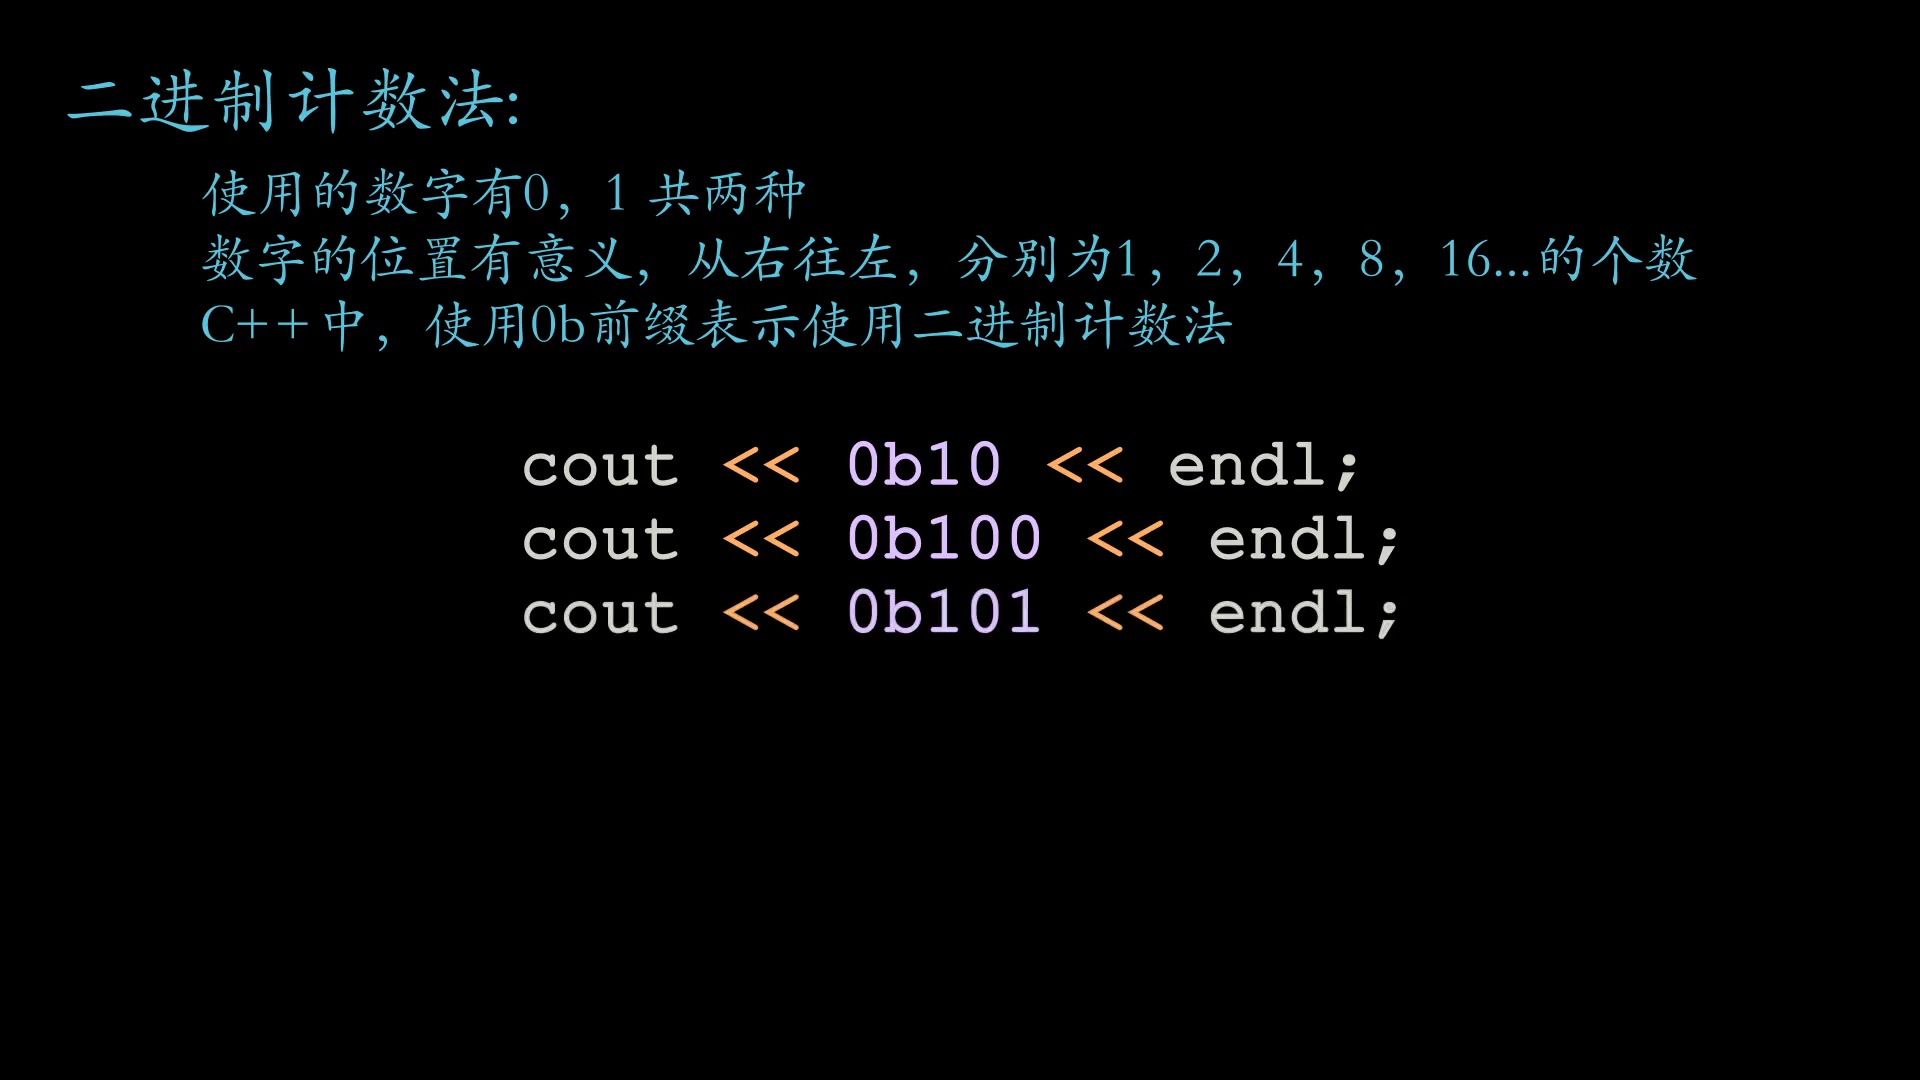 二进制计数法:
使用的数字有0，1 共两种
数字的位置有意义，从右往左，分别为1，2，4，8，16...的个数
C++中，使用0b前缀表示使用二进制计数法
cout << 0b10 << endl;
cout << 0b100 << endl;
cout << 0b101 << endl;